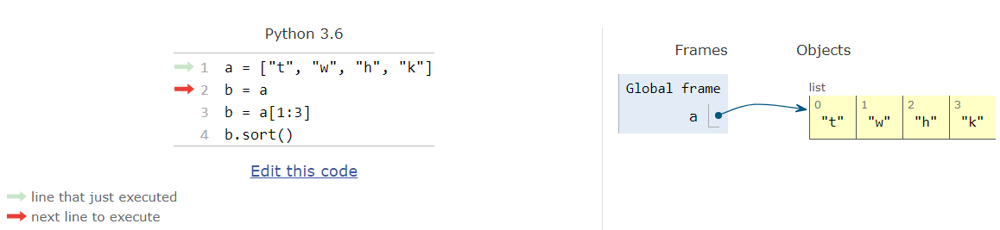 Python 3.6
1 a = ["t", "w", "h", "k"]
2 b = a
3 b = a[1:3]
4 b.sort()
Edit this code
line that just executed
next line to execute
Frames Objects
Global frame
a
list
0 1 2 3
"t" "w" "h" "k"